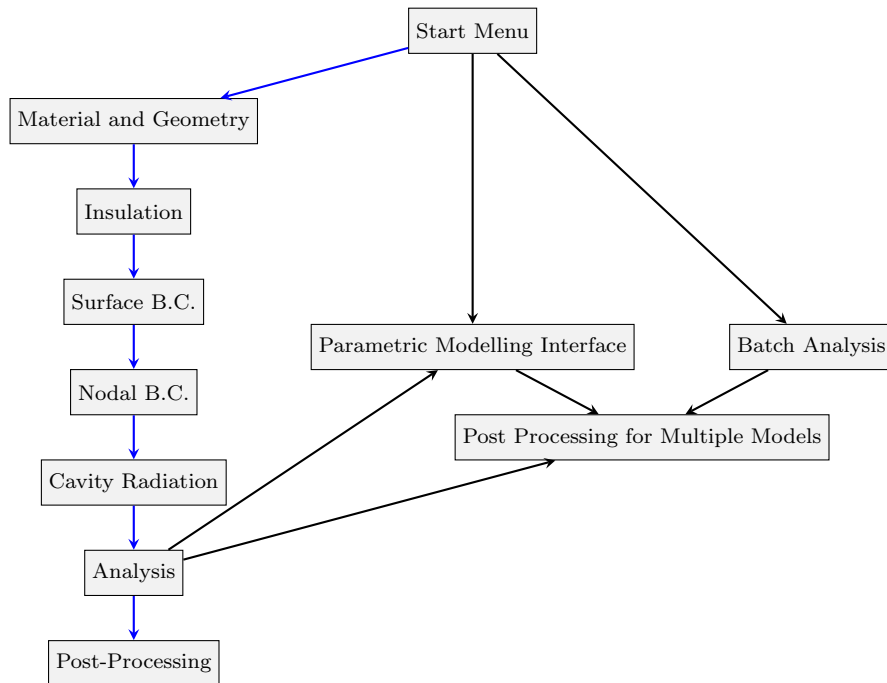 Start Menu
Material and Geometry
Insulation
Surface B.C.
Parametric Modelling Interface
Batch Analysis
Nodal B.C.
Post Processing for Multiple Models
Cavity Radiation
Analysis
Post-Processing